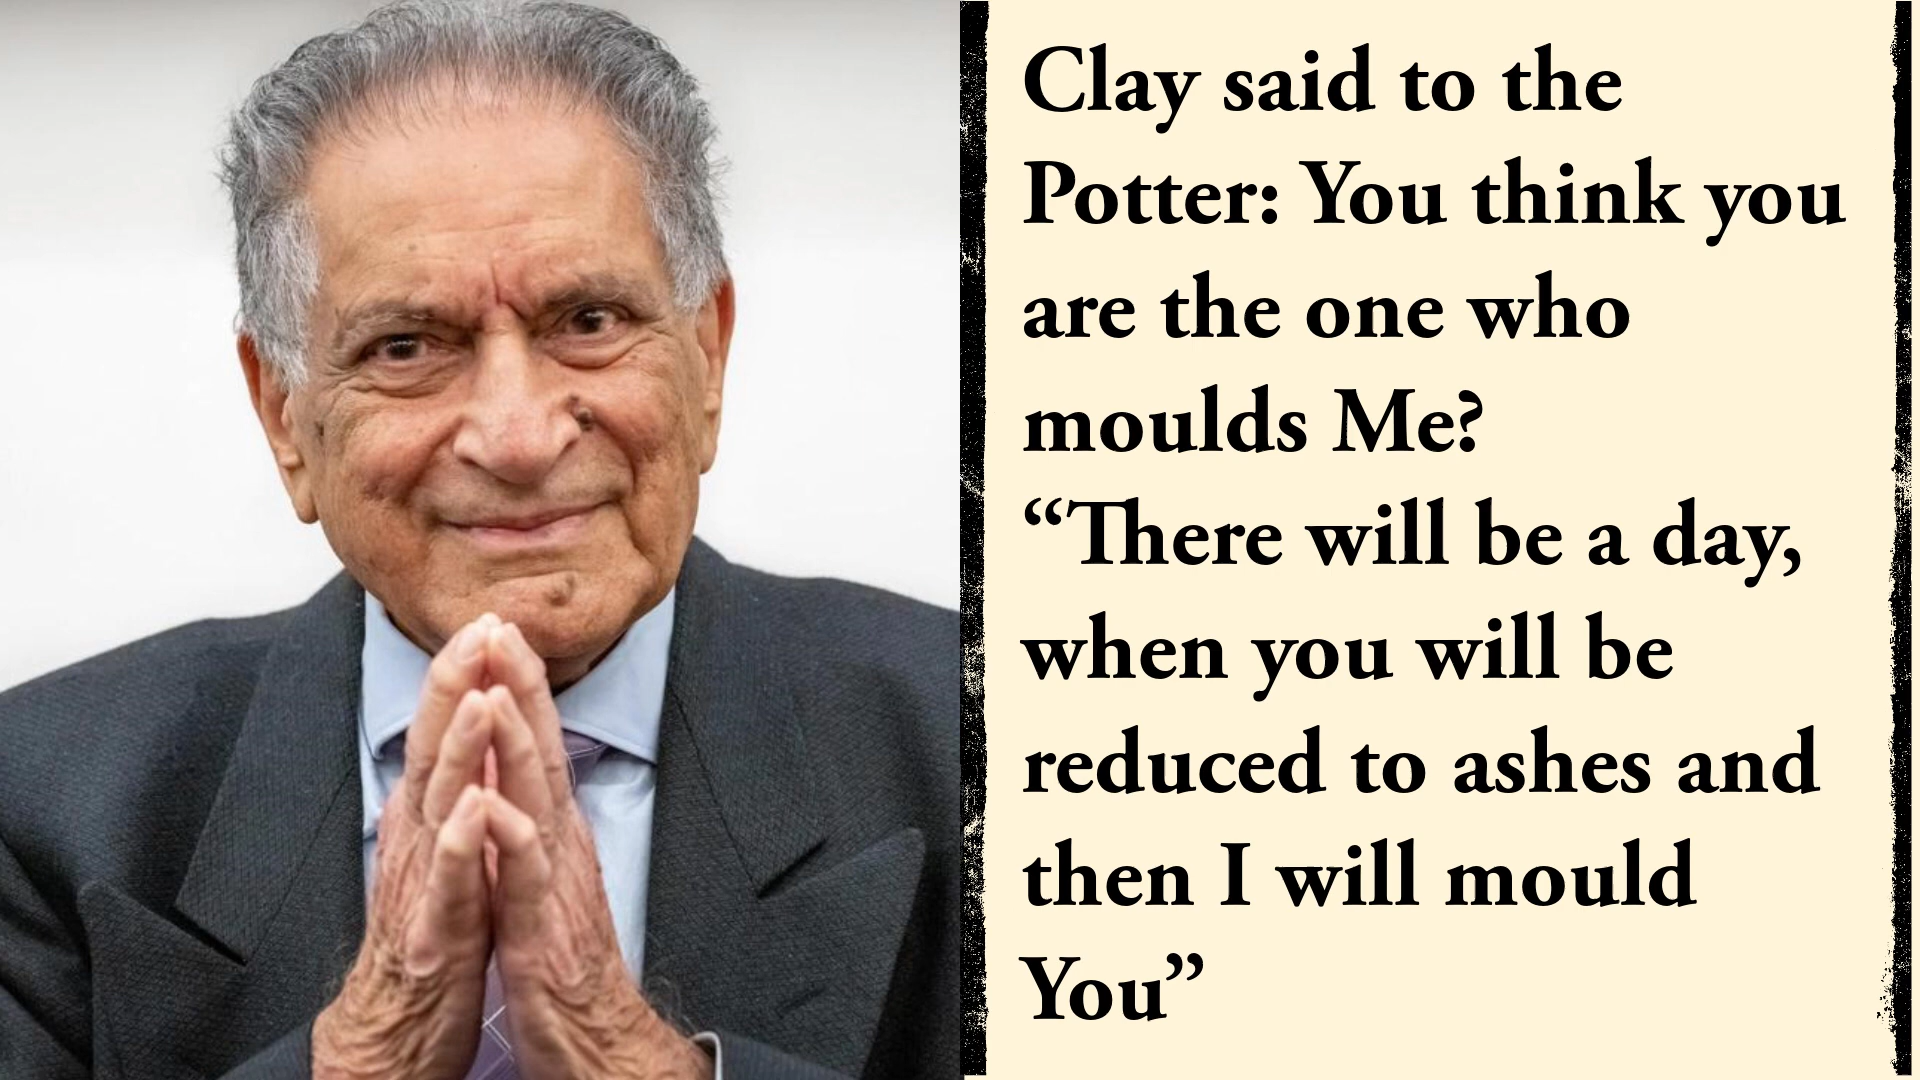 Clay said to the
Potter: You think you
are the one who
moulds Me?
“There will be a day,
when you will be
reduced to ashes and
then I will mould
You”